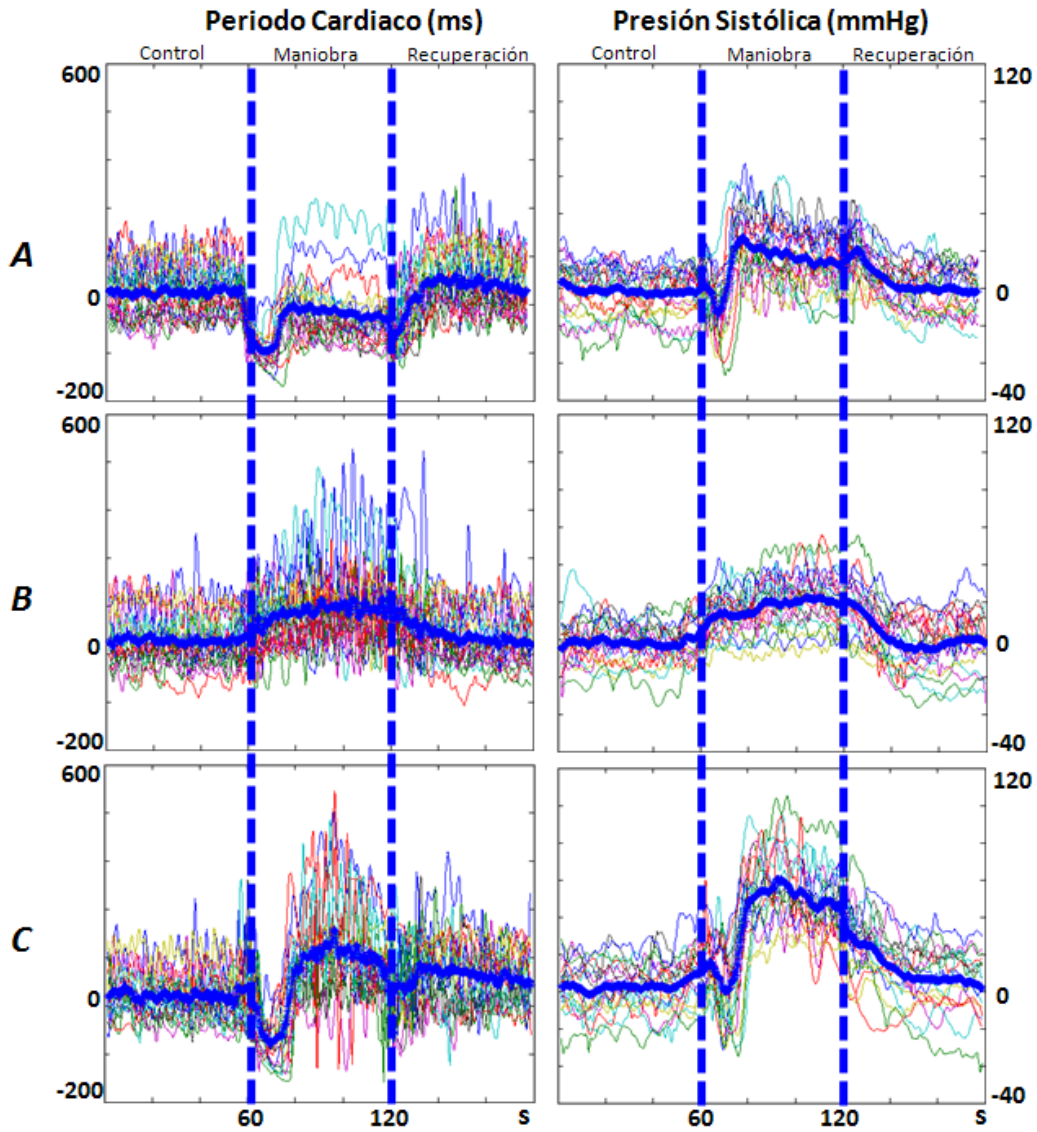 Periodo Cardiaco (ms) Presión Sistólica (mmHg)
Control Maniobra Recuperación Control Maniobra Recuperación
600 120
A
0 0
-200 -40
600 120
B
0 0
-200 -40
600 120
C
0 0
-200 -40
60 120 s 60 120 s